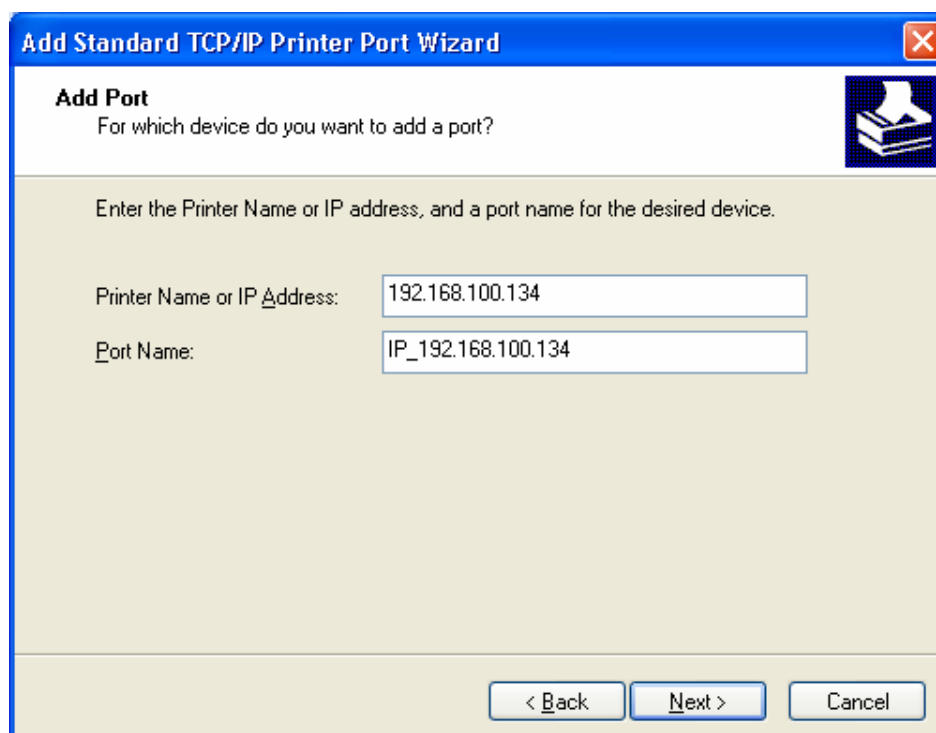 Add Standard TCP/IP Printer Port Wizard
Add Port
For which device do you want to add a port?
Enter the Printer Name or IP address, and a port name for the desired device.
Printer Name or IP Address: 192.168.100.134
Port Name: IP_192.168.100.134
< Back Next > Cancel